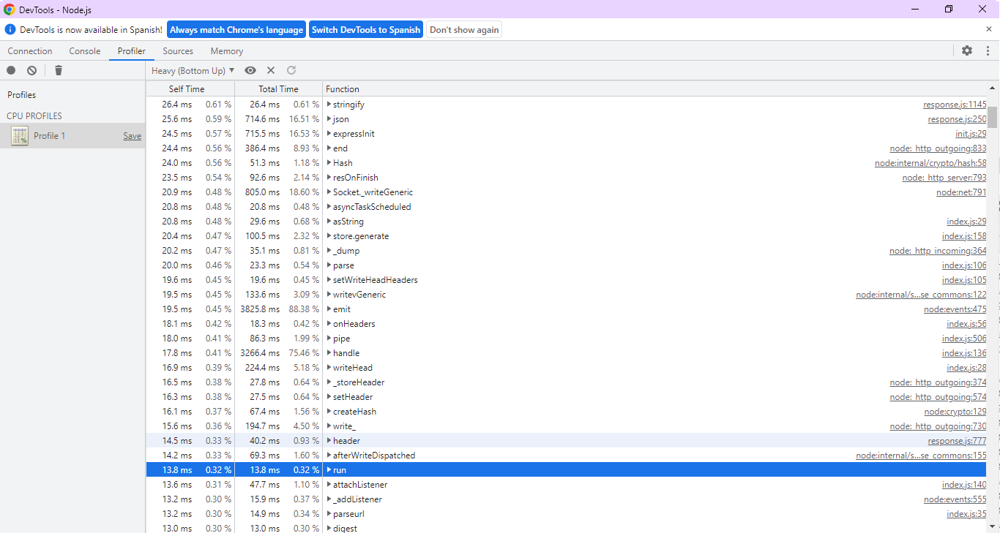 DevTools - Node.js
DevTools is now available in Spanish! Always match Chrome's language Switch DevTools to Spanish Don't show again
Connection Console Profiler Sources Memory
Heavy (Bottom Up)
Profiles
CPU PROFILES
Profile 1 Save
Self Time Total Time Function
26.4 ms 0.61 % 26.4 ms 0.61 % stringify response.js:1145
25.6 ms 0.59 % 714.6 ms 16.51 % json response.js:250
24.5 ms 0.57 % 715.5 ms 16.53 % expressInit init.js:29
24.4 ms 0.56 % 386.4 ms 8.93 % end node:_http_outgoing:833
24.0 ms 0.56 % 51.3 ms 1.18 % Hash node:internal/crypto/hash:58
23.5 ms 0.54 % 92.6 ms 2.14 % resOnFinish node:_http_server:793
20.9 ms 0.48 % 805.0 ms 18.60 % Socket._writeGeneric node:net:791
20.8 ms 0.48 % 20.8 ms 0.48 % asyncTaskScheduled
20.8 ms 0.48 % 29.6 ms 0.68 % asString index.js:29
20.4 ms 0.47 % 100.5 ms 2.32 % store.generate index.js:158
20.2 ms 0.47 % 35.1 ms 0.81 % _dump node:_http_incoming:364
20.0 ms 0.46 % 23.3 ms 0.54 % parse index.js:106
19.6 ms 0.45 % 19.6 ms 0.45 % setWriteHeadHeaders index.js:105
19.5 ms 0.45 % 133.6 ms 3.09 % writevGeneric node:internal/s...se_commons:122
19.5 ms 0.45 % 3825.8 ms 88.38 % emit node:events:475
18.1 ms 0.42 % 18.3 ms 0.42 % onHeaders index.js:56
18.0 ms 0.41 % 86.3 ms 1.99 % pipe index.js:506
17.8 ms 0.41 % 3266.4 ms 75.46 % handle index.js:136
16.9 ms 0.39 % 224.4 ms 5.18 % writeHead index.js:28
16.5 ms 0.38 % 27.8 ms 0.64 % _storeHeader node:_http_outgoing:374
16.3 ms 0.38 % 27.5 ms 0.64 % setHeader node:_http_outgoing:574
16.1 ms 0.37 % 67.4 ms 1.56 % createHash node:crypto:129
15.6 ms 0.36 % 194.7 ms 4.50 % write_ node:_http_outgoing:730
14.5 ms 0.33 % 40.2 ms 0.93 % header response.js:777
14.2 ms 0.33 % 69.3 ms 1.60 % afterWriteDispatched node:internal/s...se_commons:155
13.8 ms 0.32 % 13.8 ms 0.32 % run
13.6 ms 0.31 % 47.7 ms 1.10 % attachListener index.js:140
13.2 ms 0.30 % 15.9 ms 0.37 % _addListener node:events:555
13.2 ms 0.30 % 14.9 ms 0.34 % parseurl index.js:35
13.0 ms 0.30 % 13.0 ms 0.30 % digest